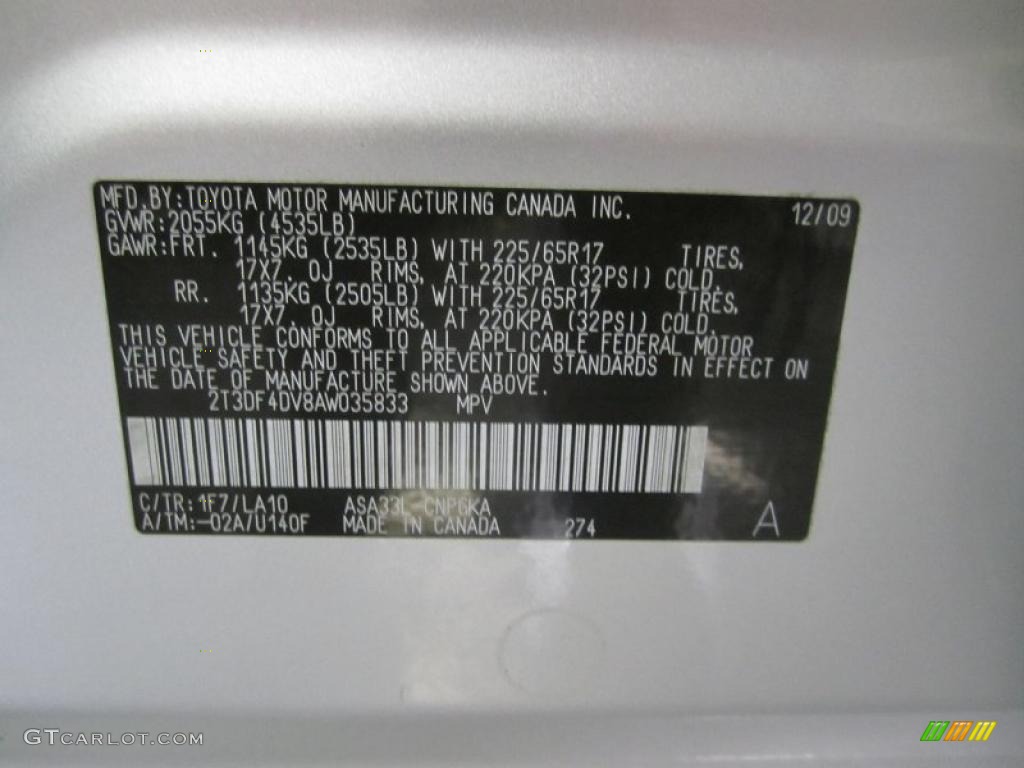 MFD.BY:TOYOTA MOTOR MANUFACTURING CANADA INC. 12/09
GVWR:2055KG (4535LB)
GAWR:FRT. 1145KG (2535LB) WITH 225/65R17 TIRES,
17X7. 0J RIMS, AT 220KPA (32PSI) COLD.
RR. 1135KG (2505LB) WITH 225/65R17 TIRES,
17X7. 0J RIMS, AT 220KPA (32PSI) COLD.
THIS VEHICLE CONFORMS TO ALL APPLICABLE FEDERAL MOTOR
VEHICLE SAFETY AND THEFT PREVENTION STANDARDS IN EFFECT ON
THE DATE OF MANUFACTURE SHOWN ABOVE.
2T3DF4DV8AW035833 MPV
C/TR:1F7/LA10 ASA33L-CNP6KA
A/TM:-02A/U140F MADE IN CANADA 274 A
GTCARLOT.COM